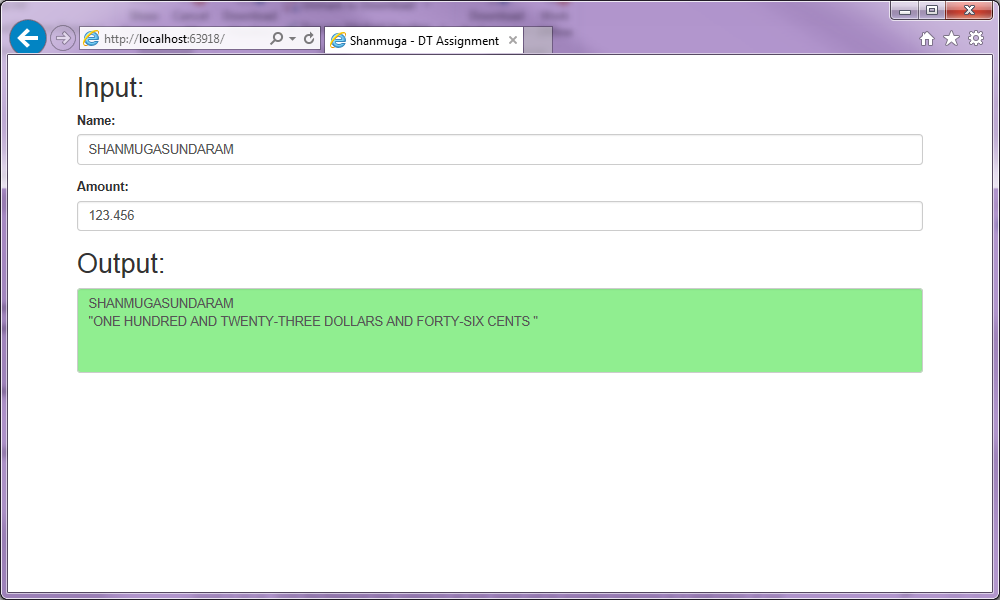 http://localhost:63918/
Shanmuga - DT Assignment
Input:
Name:
SHANMUGASUNDARAM
Amount:
123.456
Output:
SHANMUGASUNDARAM
"ONE HUNDRED AND TWENTY-THREE DOLLARS AND FORTY-SIX CENTS "